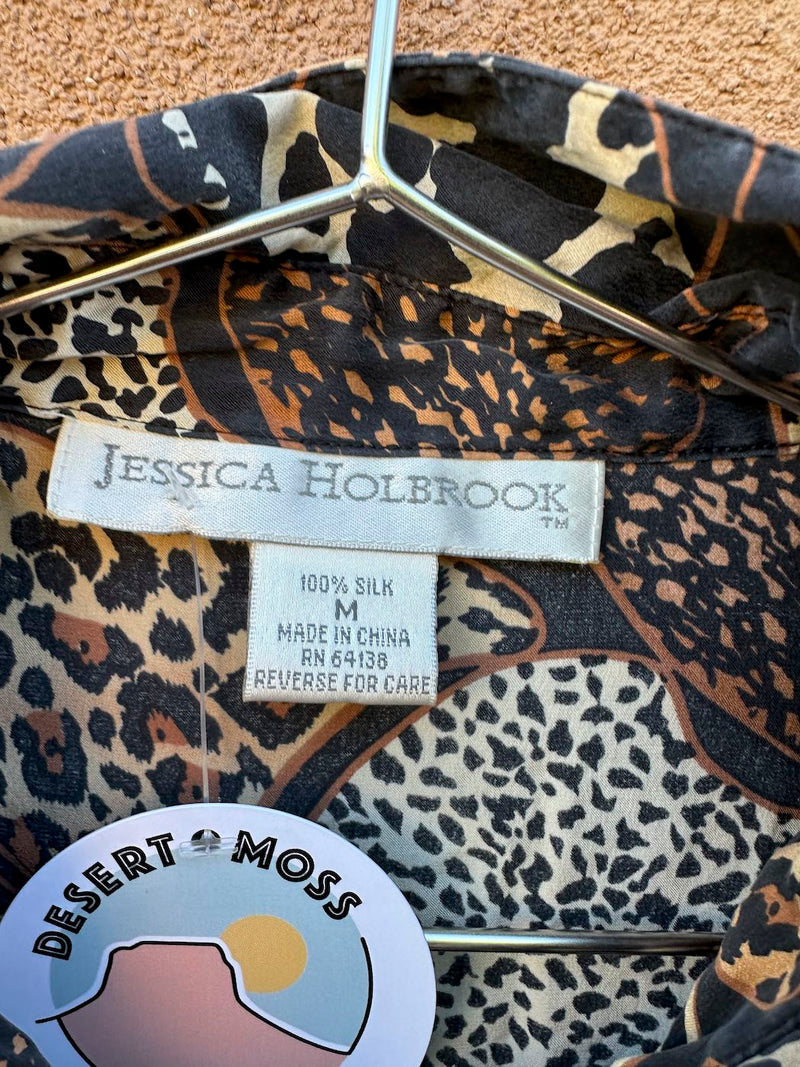 JESSICA HOLBROOK
TM
100% SILK
M
MADE IN CHINA
RN 64138
REVERSE FOR CARE
DESERT MOSS